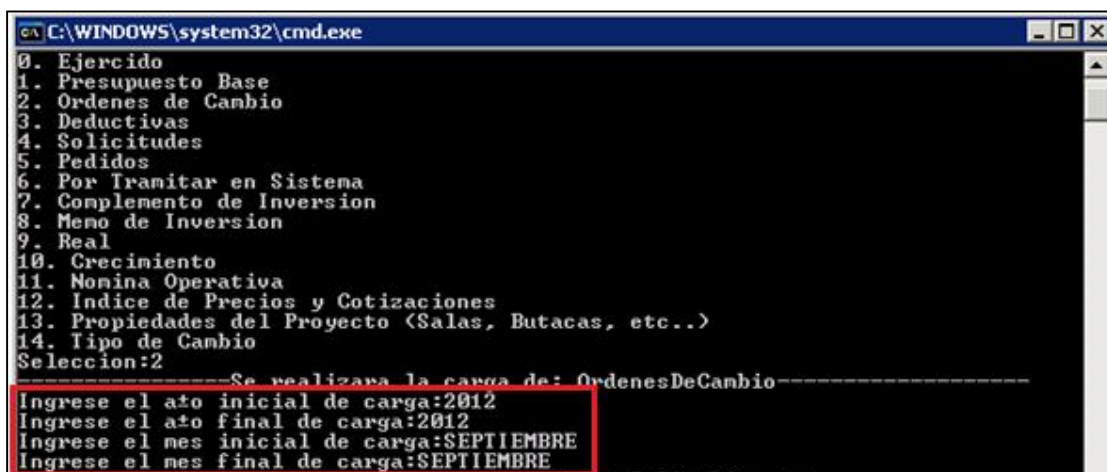 C:\WINDOWS\system32\cmd.exe
0. Ejercido
1. Presupuesto Base
2. Ordenes de Cambio
3. Deductivas
4. Solicitudes
5. Pedidos
6. Por Tramitar en Sistema
7. Complemento de Inversion
8. Memo de Inversion
9. Real
10. Crecimiento
11. Nomina Operativa
12. Indice de Precios y Cotizaciones
13. Propiedades del Proyecto (Salas, Butacas, etc..)
14. Tipo de Cambio
Seleccion:2
-----------------Se realizara la carga de: OrdenesDeCambio--------------------
Ingrese el a±o inicial de carga:2012
Ingrese el a±o final de carga:2012
Ingrese el mes inicial de carga:SEPTIEMBRE
Ingrese el mes final de carga:SEPTIEMBRE